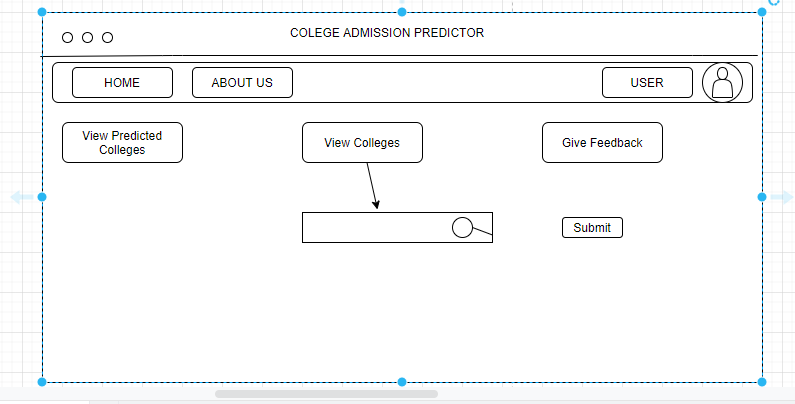 COLEGE ADMISSION PREDICTOR
HOME
ABOUT US
USER
View Predicted
Colleges
View Colleges
Give Feedback
Submit